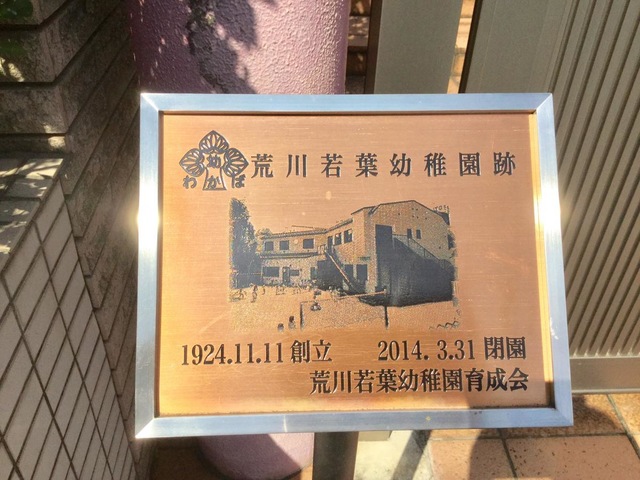 幼
わかば
荒川若葉幼稚園跡
1924.11.11 創立 2014.3.31 閉園
荒川若葉幼稚園育成会